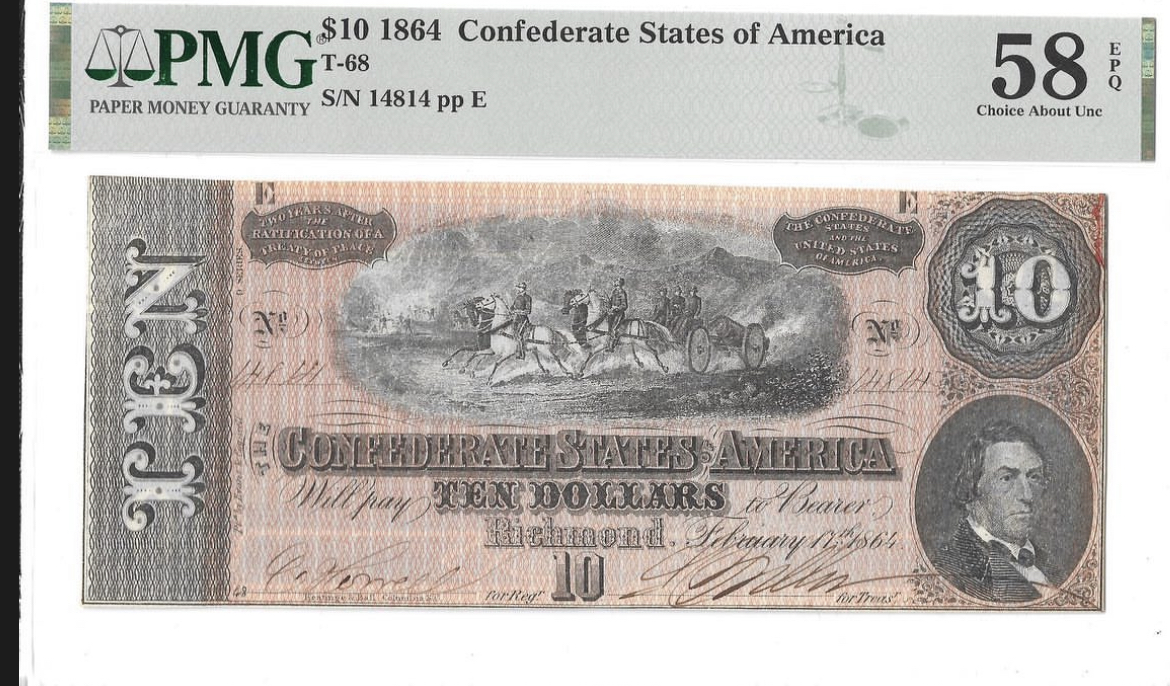 $10 1864 Confederate States of America
PMG
T-68
PAPER MONEY GUARANTY
S/N 14814 pp E
58
EPQ
Choice About Unc
E
E
TWO YEARS AFTER
THE
RATIFICATION OF A
TREATY OF PEACE
THE CONFEDERATE
STATES
AND THE
UNITED STATES
OF AMERICA.
TEN
10
Nº
Nº
14814
THE
CONFEDERATE STATES OF AMERICA
Will pay TEN DOLLARS to Bearer
Richmond. February 17th 1864.
10
for Regr
for Treasr